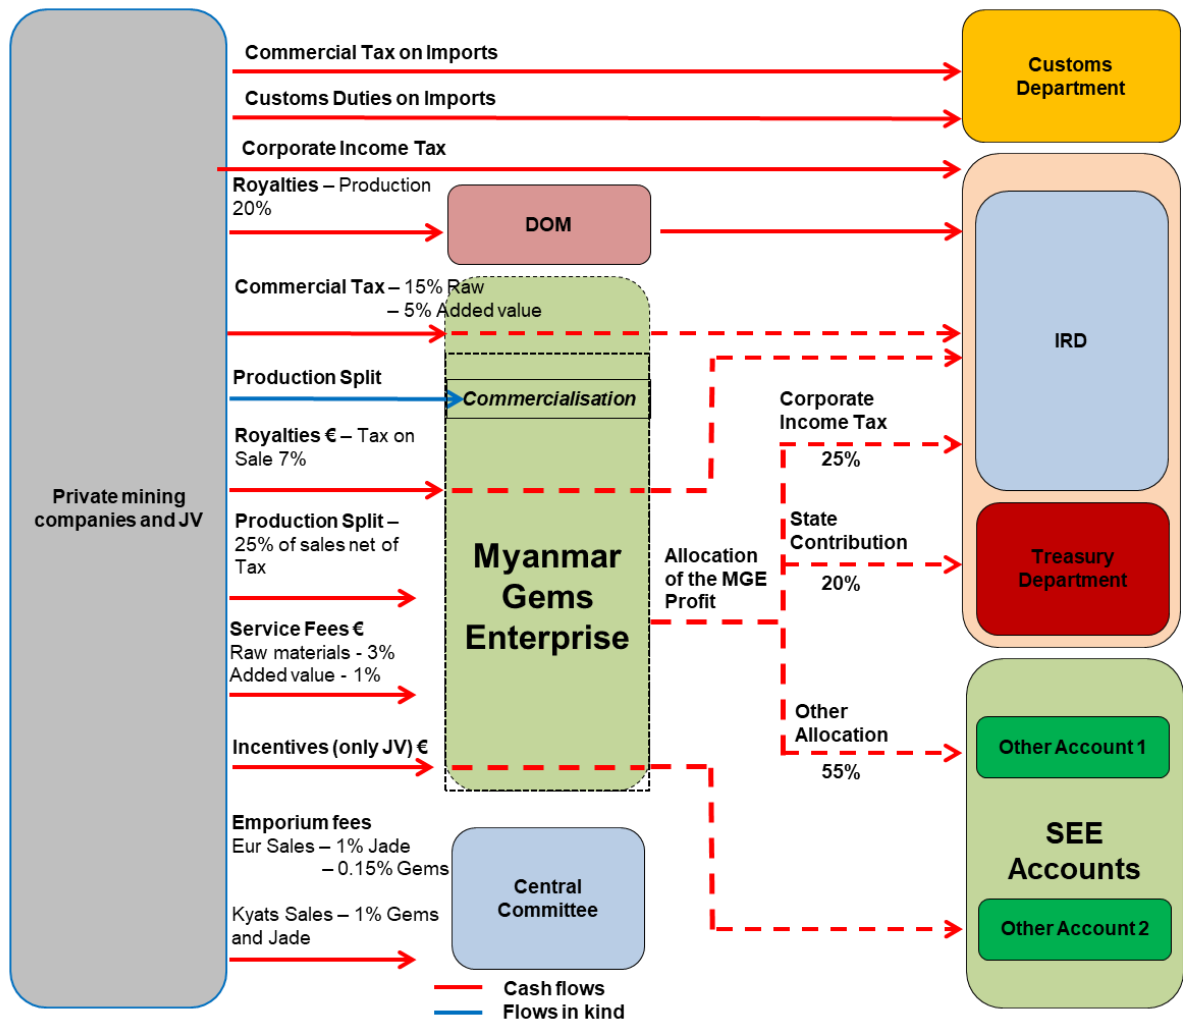 Commercial Tax on Imports
Customs Duties on Imports
Corporate Income Tax
Royalties – Production
20%
Commercial Tax – 15% Raw
– 5% Added value
Production Split
Royalties € – Tax on
Sale 7%
Private mining
companies and JV
Production Split –
25% of sales net of
Tax
Service Fees €
Raw materials - 3%
Added value - 1%
Incentives (only JV) €
Emporium fees
Eur Sales – 1% Jade
– 0.15% Gems
Kyats Sales – 1% Gems
and Jade
DOM
Commercialisation
Myanmar
Gems
Enterprise
Central
Committee
Allocation
of the MGE
Profit
Corporate
Income Tax
25%
State
Contribution
20%
Other
Allocation
55%
Customs
Department
IRD
Treasury
Department
Other Account 1
SEE
Accounts
Other Account 2
Cash flows
Flows in kind